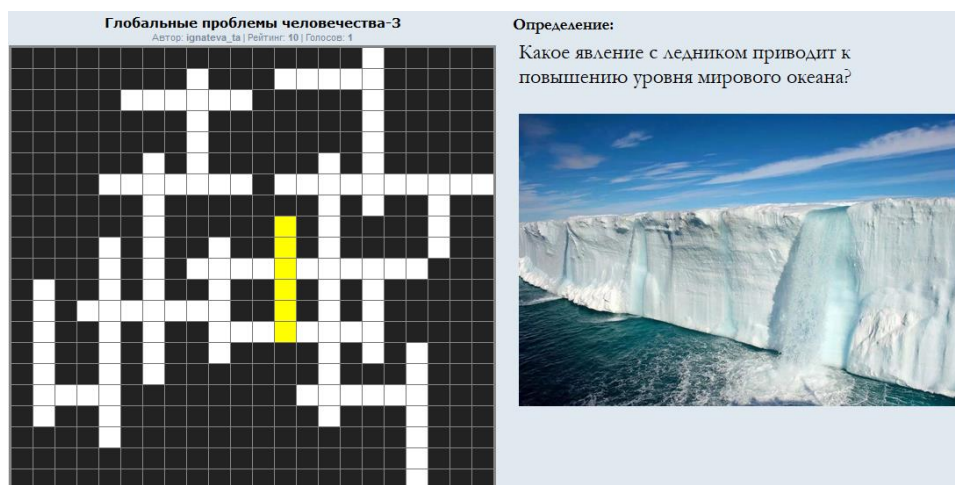 Глобальные проблемы человечества-3
Автор: ignateva_ta | Рейтинг: 10 | Голосов: 1
Определение:
Какое явление с ледником приводит к
повышению уровня мирового океана?